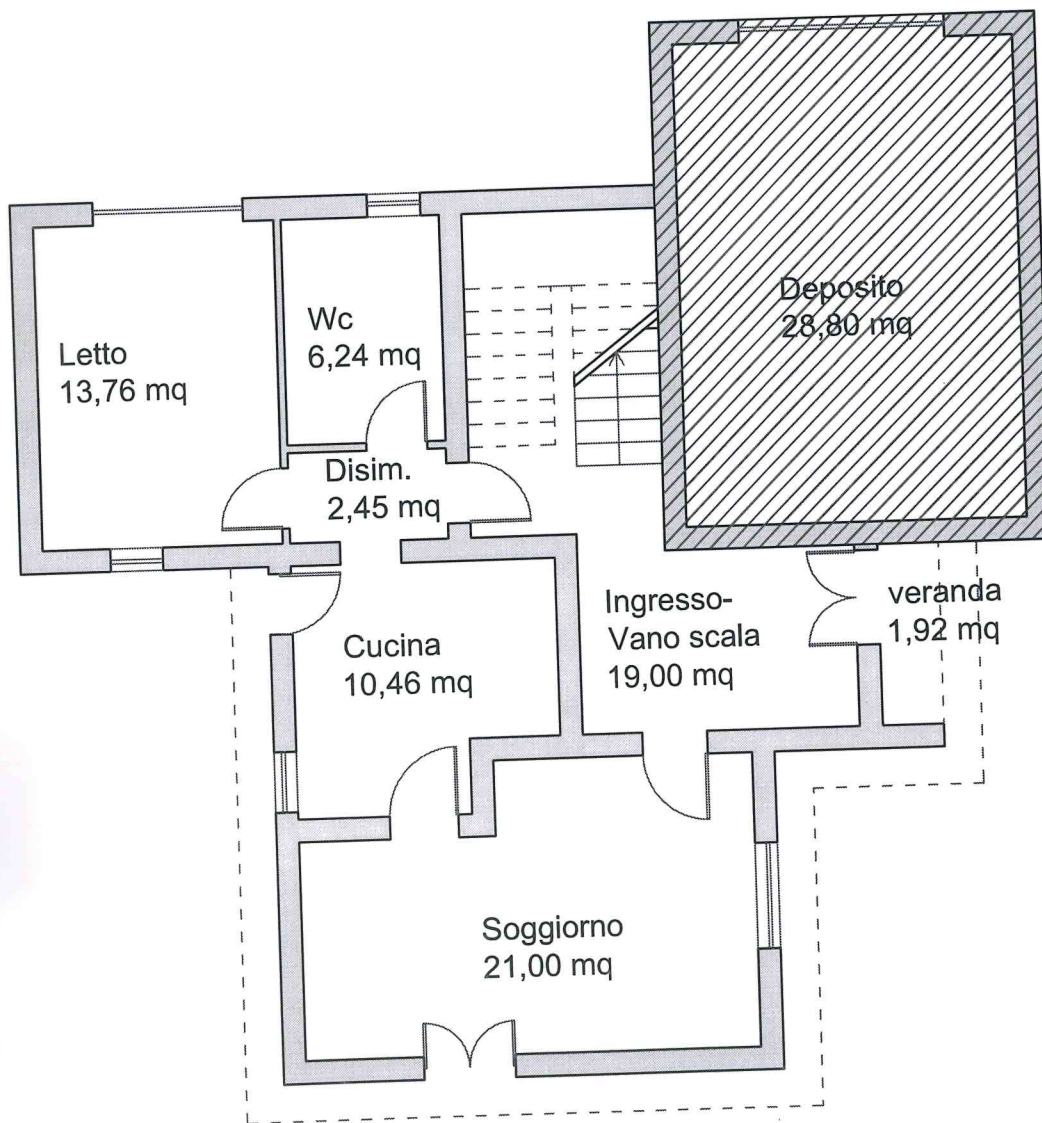 Deposito
28,80 mq
Wc
6,24 mq
Letto
13,76 mq
Disim.
2,45 mq
Ingresso-
Vano scala
19,00 mq
veranda
1,92 mq
Cucina
10,46 mq
Soggiorno
21,00 mq